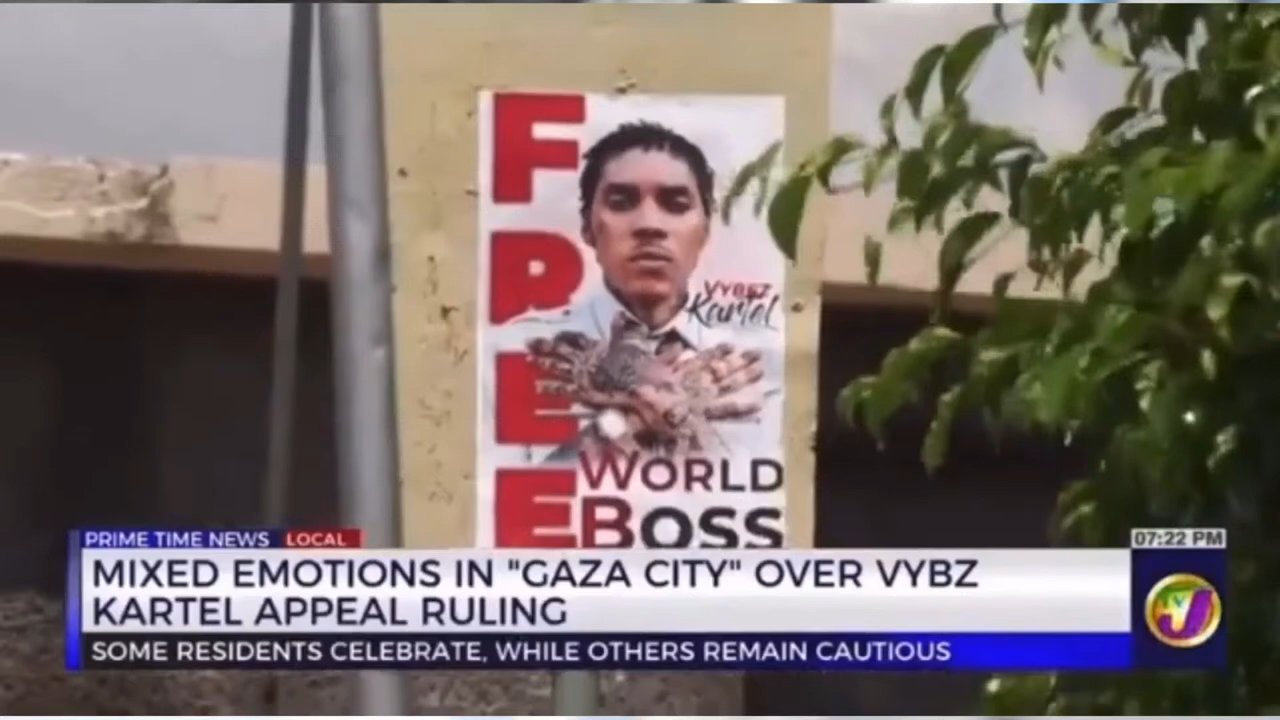 FREE
VYBZ
Kartel
WORLD
BOSS
PRIME TIME NEWS LOCAL
07:22 PM
MIXED EMOTIONS IN "GAZA CITY" OVER VYBZ
KARTEL APPEAL RULING
TVJ
SOME RESIDENTS CELEBRATE, WHILE OTHERS REMAIN CAUTIOUS